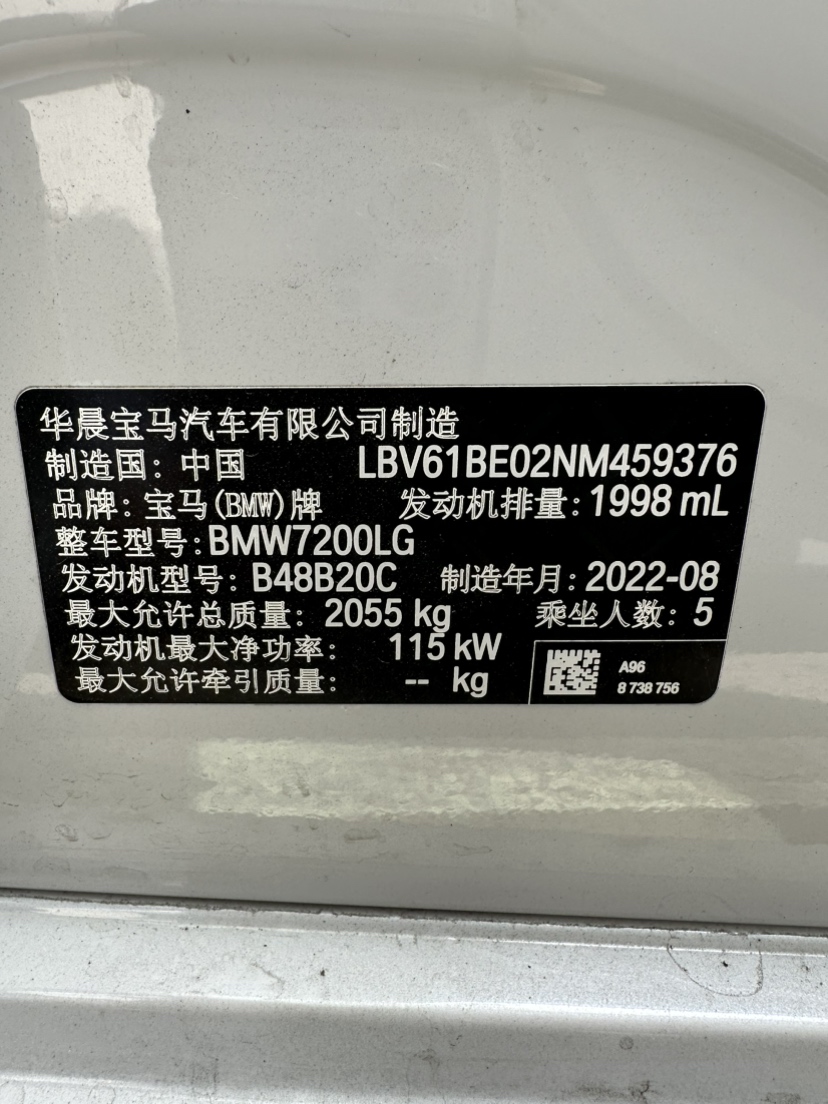 华晨宝马汽车有限公司制造
制造国: 中国 LBV61BE02NM459376
品牌: 宝马(BMW)牌 发动机排量: 1998 mL
整车型号: BMW7200LG
发动机型号: B48B20C 制造年月: 2022-08
最大允许总质量: 2055 kg 乘坐人数: 5
发动机最大净功率: 115 kW
最大允许牵引质量: -- kg
A96
8 738 756